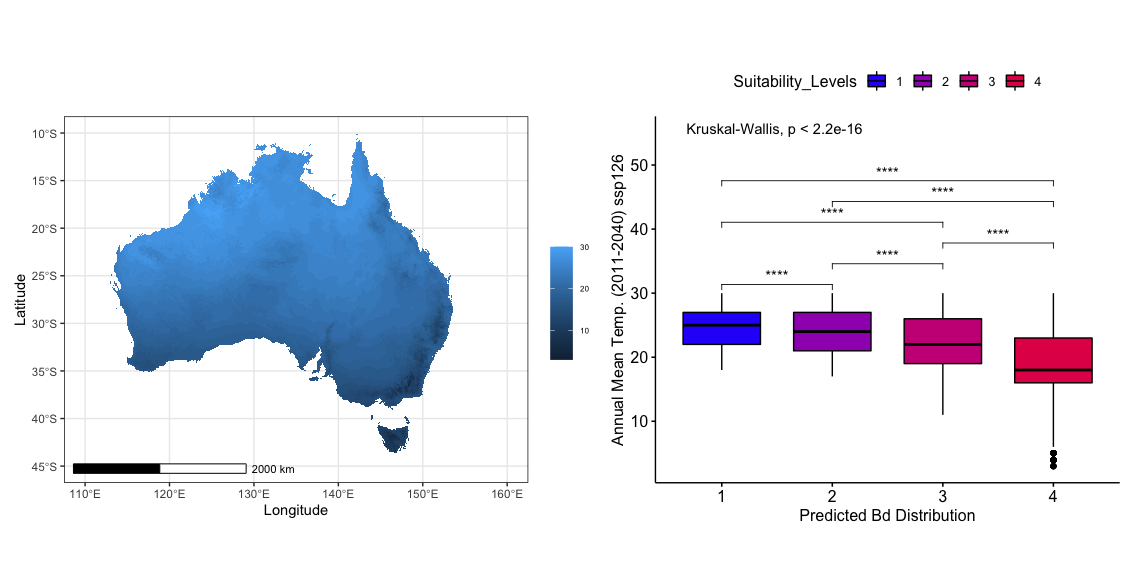 10°S
15°S
20°S
25°S
30°S
35°S
40°S
45°S
Latitude
2000 km
110°E 120°E 130°E 140°E 150°E 160°E
Longitude
30
20
10
Suitability_Levels 1 2 3 4
Kruskal-Wallis, p < 2.2e-16
****
****
****
****
****
****
50
40
30
20
10
Annual Mean Temp. (2011-2040) ssp126
1 2 3 4
Predicted Bd Distribution